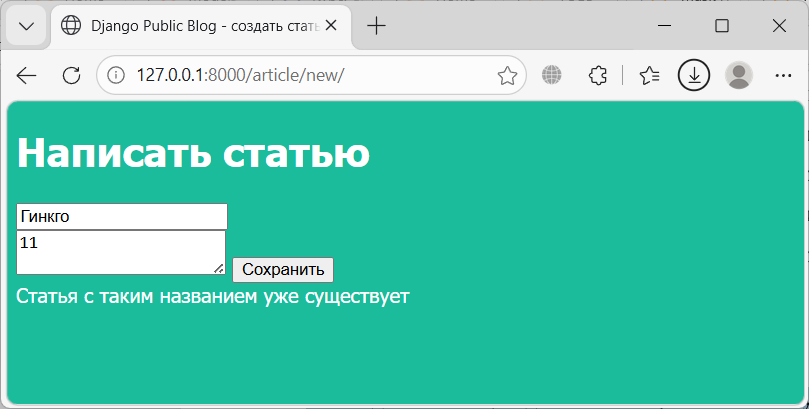 Django Public Blog - создать стать
127.0.0.1:8000/article/new/
Написать статью
Гинкго
11
Сохранить
Статья с таким названием уже существует